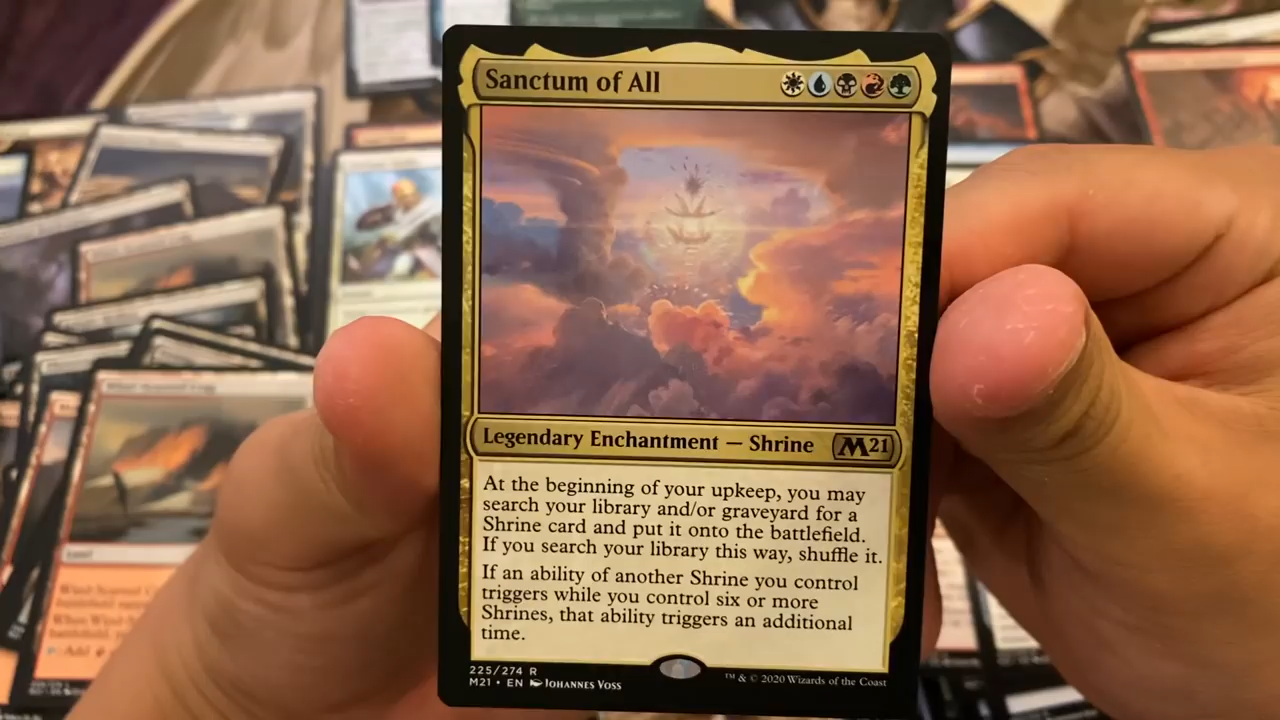 Sanctum of All
Legendary Enchantment — Shrine
M21
At the beginning of your upkeep, you may
search your library and/or graveyard for a
Shrine card and put it onto the battlefield.
If you search your library this way, shuffle it.
If an ability of another Shrine you control
triggers while you control six or more
Shrines, that ability triggers an additional
time.
225/274 R
M21 • EN Johannes Voss
™ & © 2020 Wizards of the Coast